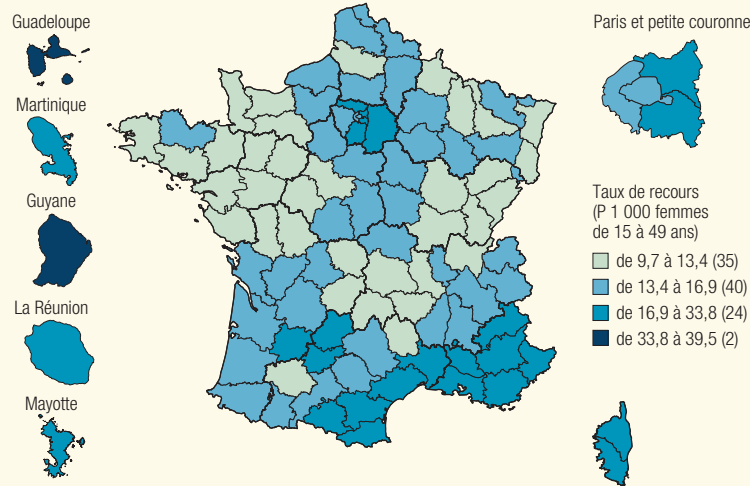 Guadeloupe
Martinique
Guyane
La Réunion
Mayotte
Paris et petite couronne
Taux de recours
(P 1 000 femmes
de 15 à 49 ans)
de 9,7 à 13,4 (35)
de 13,4 à 16,9 (40)
de 16,9 à 33,8 (24)
de 33,8 à 39,5 (2)